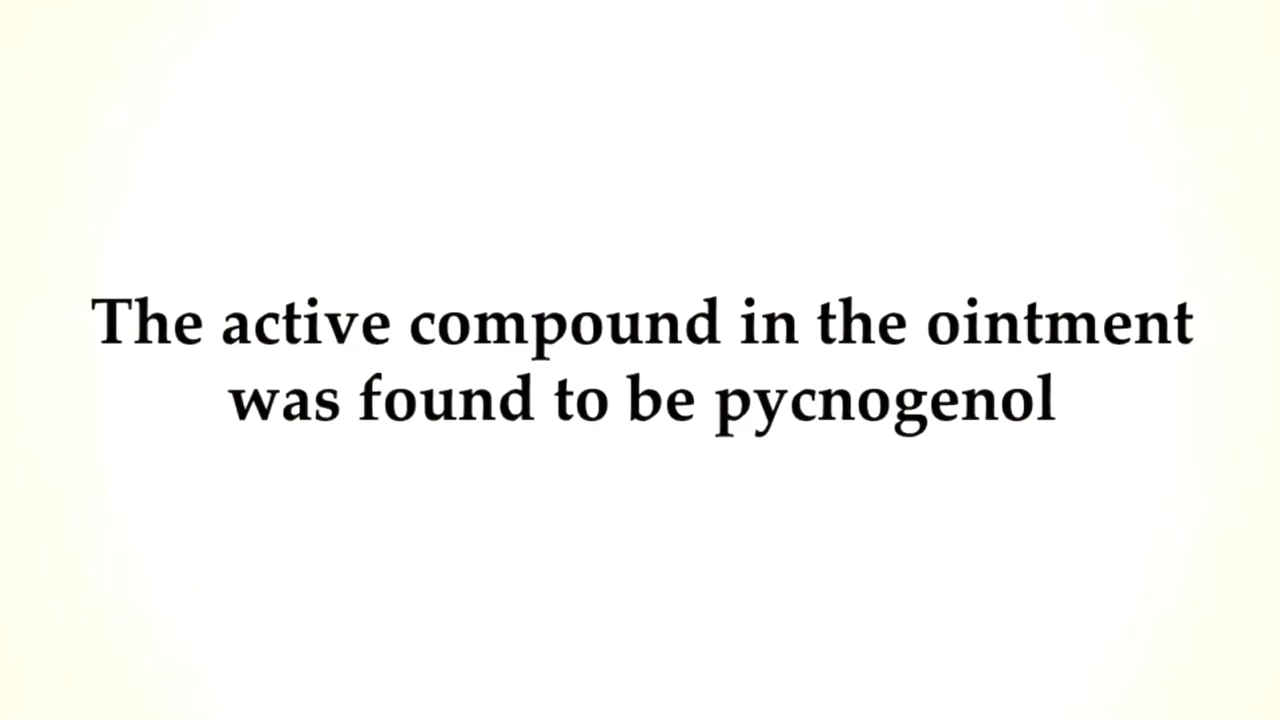 The active compound in the ointment
was found to be pycnogenol